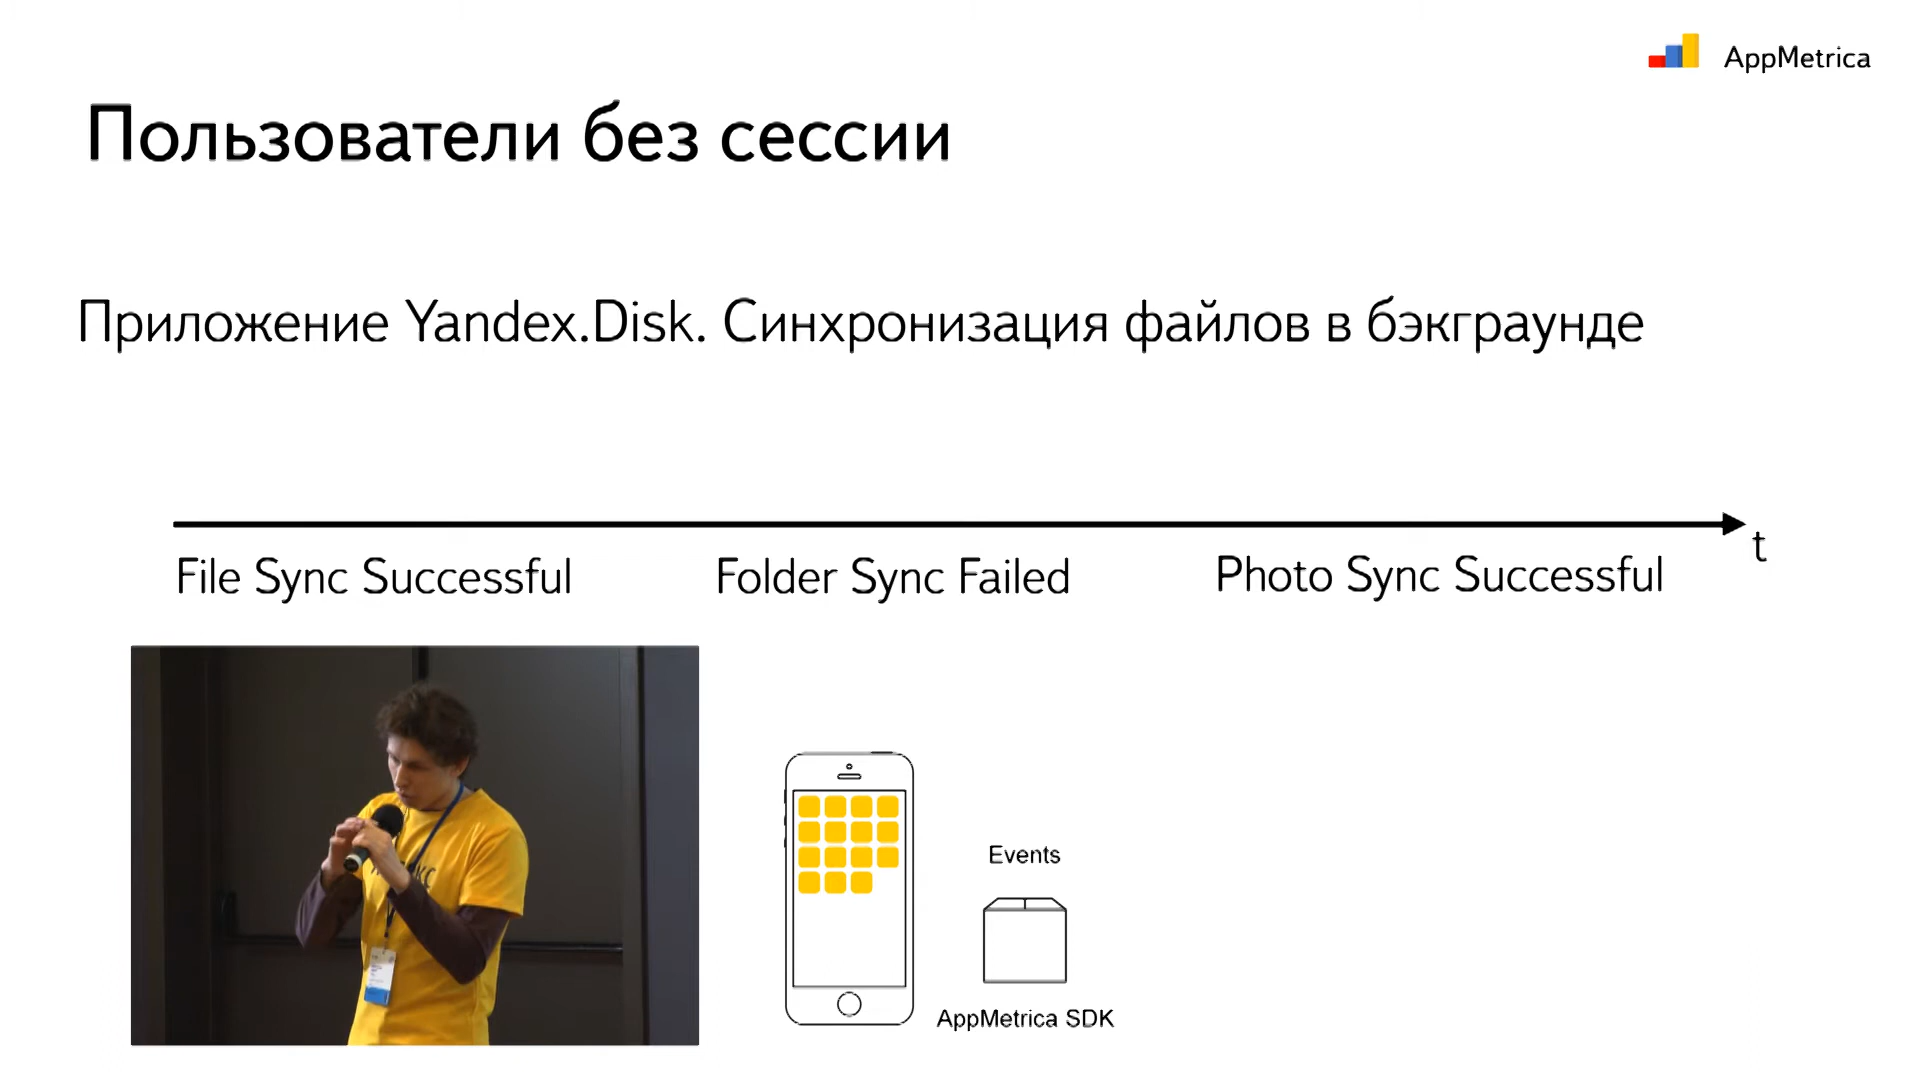 AppMetrica
Пользователи без сессии
Приложение Yandex.Disk. Синхронизация файлов в бэкграунде
t
File Sync Successful Folder Sync Failed Photo Sync Successful
Events
AppMetrica SDK